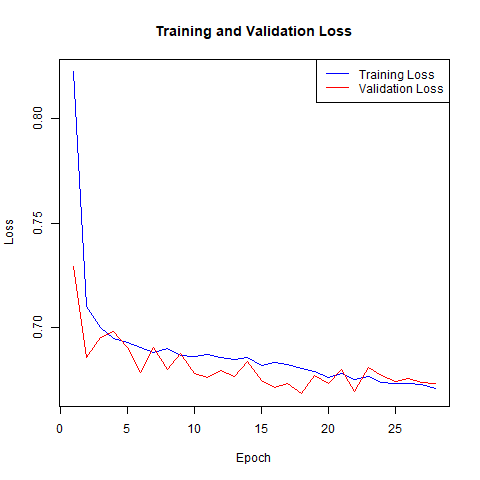 Training and Validation Loss
Training Loss
Validation Loss
Loss
0.80
0.75
0.70
0 5 10 15 20 25
Epoch